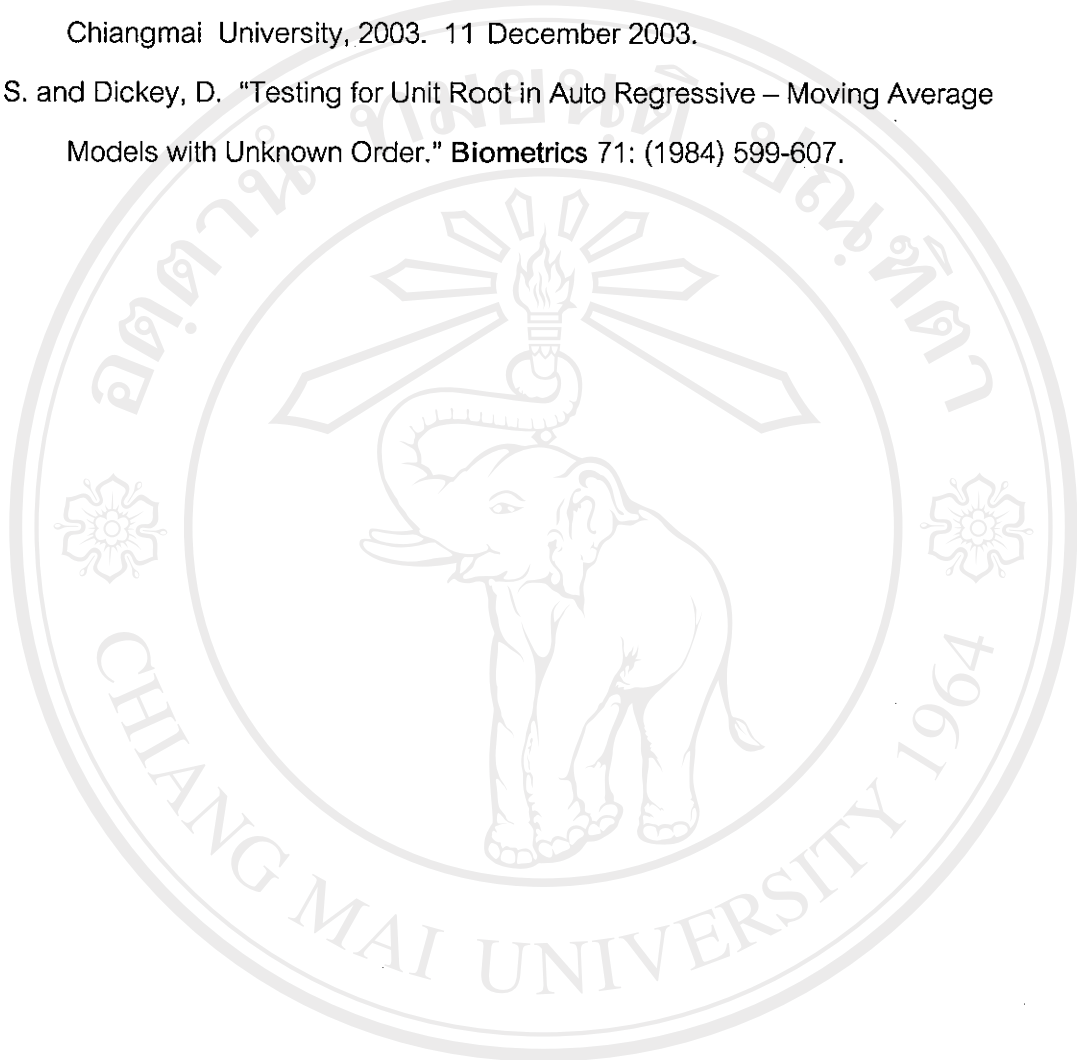 Chiangmai University, 2003. 11 December 2003.
S. and Dickey, D. "Testing for Unit Root in Auto Regressive – Moving Average
Models with Unknown Order." Biometrics 71: (1984) 599-607.
CHIANG MAI UNIVERSITY 1964